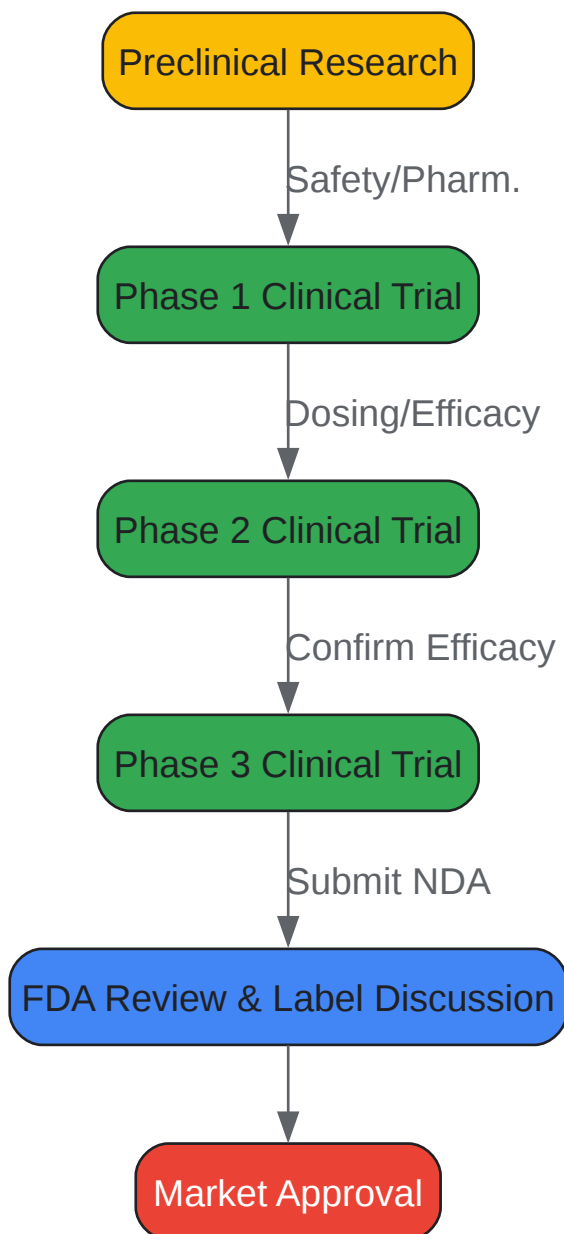 Preclinical Research
Safety/Pharm.
Phase 1 Clinical Trial
Dosing/Efficacy
Phase 2 Clinical Trial
Confirm Efficacy
Phase 3 Clinical Trial
Submit NDA
FDA Review & Label Discussion
Market Approval